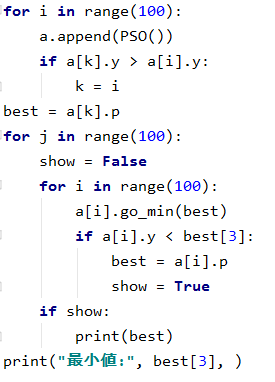 for i in range(100):
    a.append(PSO())
    if a[k].y > a[i].y:
        k = i
best = a[k].p
for j in range(100):
    show = False
    for i in range(100):
        a[i].go_min(best)
        if a[i].y < best[3]:
            best = a[i].p
            show = True
    if show:
        print(best)
print("最小値:", best[3], )